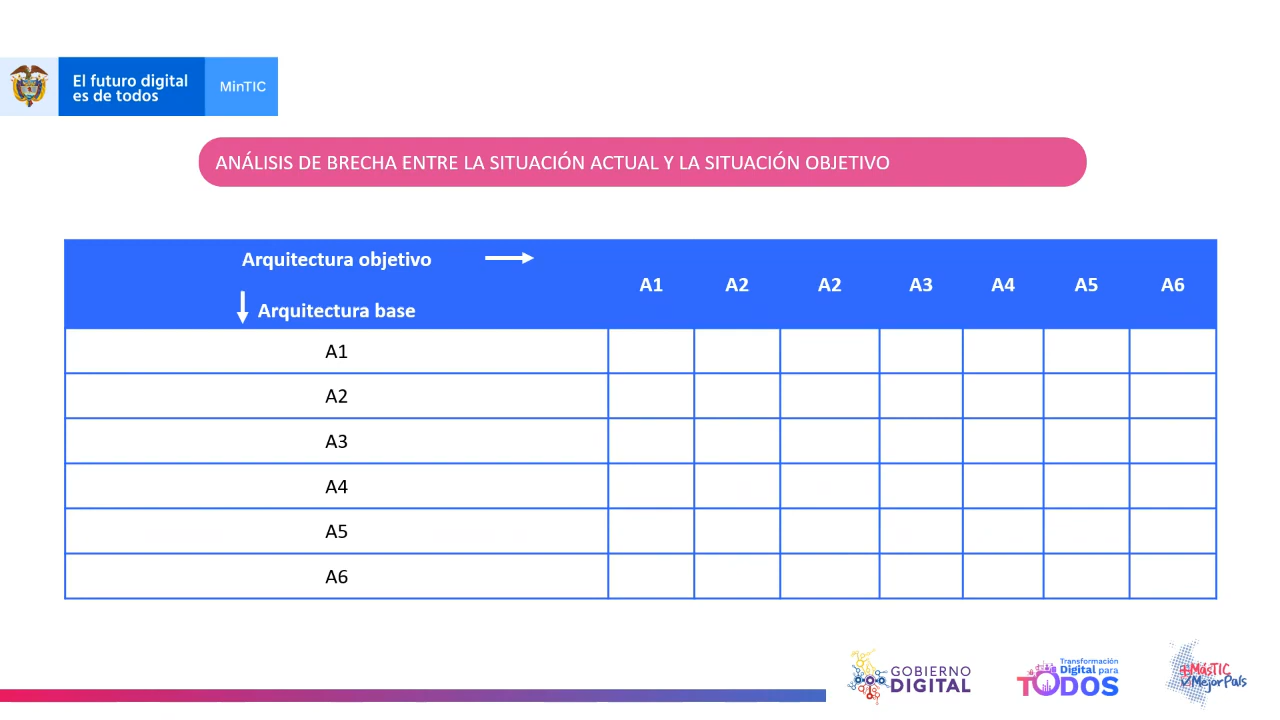 El futuro digital
es de todos
MinTIC
ANÁLISIS DE BRECHA ENTRE LA SITUACIÓN ACTUAL Y LA SITUACIÓN OBJETIVO
Arquitectura objetivo
Arquitectura base
A1 A2 A2 A3 A4 A5 A6
A1
A2
A3
A4
A5
A6
GOBIERNO
DIGITAL
Transformación
Digital para
TODOS
+MásTIC
✓MejorPaís